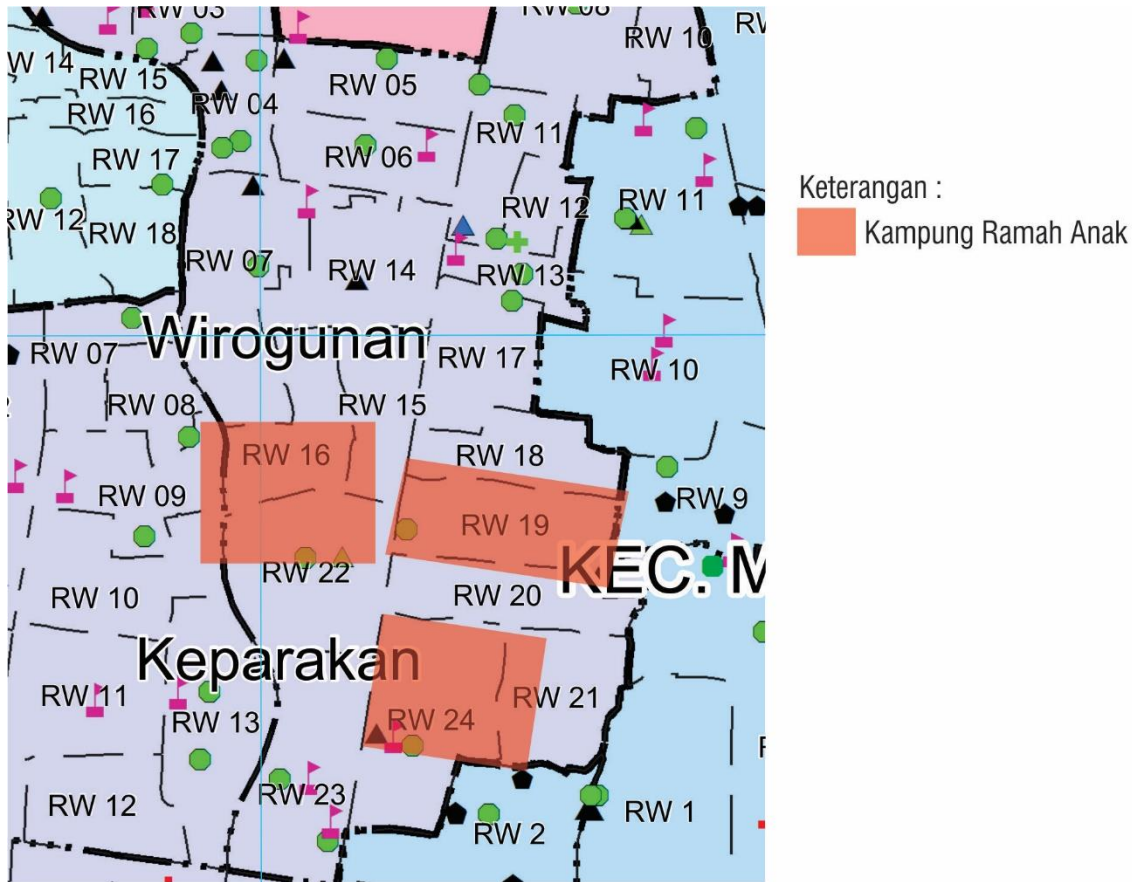 RW 03
RW 08
RW 10
RW 14
RW 15
RW 05
RW 16
RW 04
RW 11
RW 06
RW 17
RW 12
RW 12
RW 11
RW 18
RW 07
RW 14
RW 13
Wirogunan
RW 07
RW 17
RW 10
RW 08
RW 15
RW 16
RW 18
RW 09
RW 9
RW 19
RW 22
KEC. M
RW 10
RW 20
Keparakan
RW 11
RW 21
RW 13
RW 24
RW 23
RW 12
RW 2
RW 1
Keterangan :
Kampung Ramah Anak